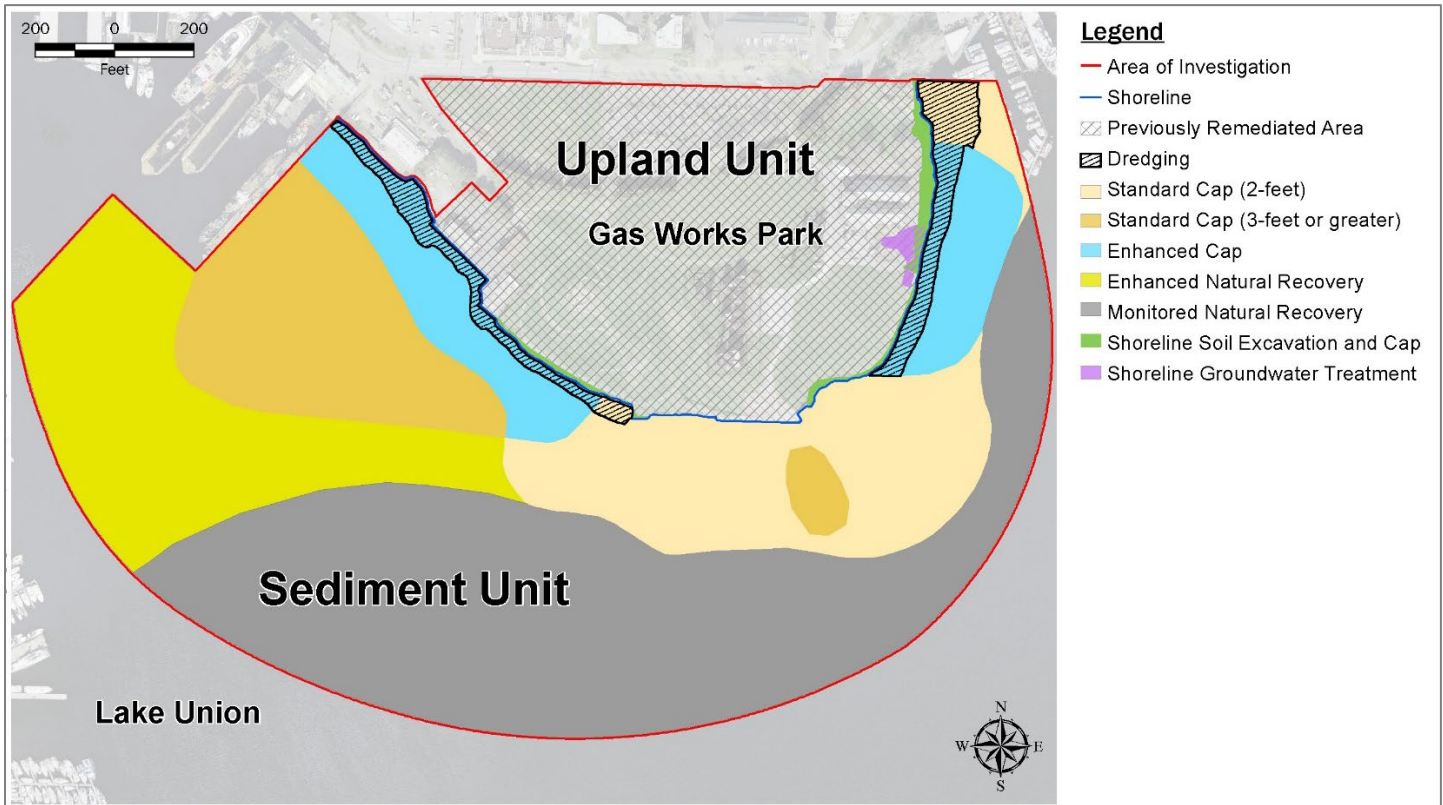 200 0 200
Feet
Upland Unit
Gas Works Park
Sediment Unit
Lake Union
N
W E
S
Legend
Area of Investigation
Shoreline
Previously Remediated Area
Dredging
Standard Cap (2-feet)
Standard Cap (3-feet or greater)
Enhanced Cap
Enhanced Natural Recovery
Monitored Natural Recovery
Shoreline Soil Excavation and Cap
Shoreline Groundwater Treatment